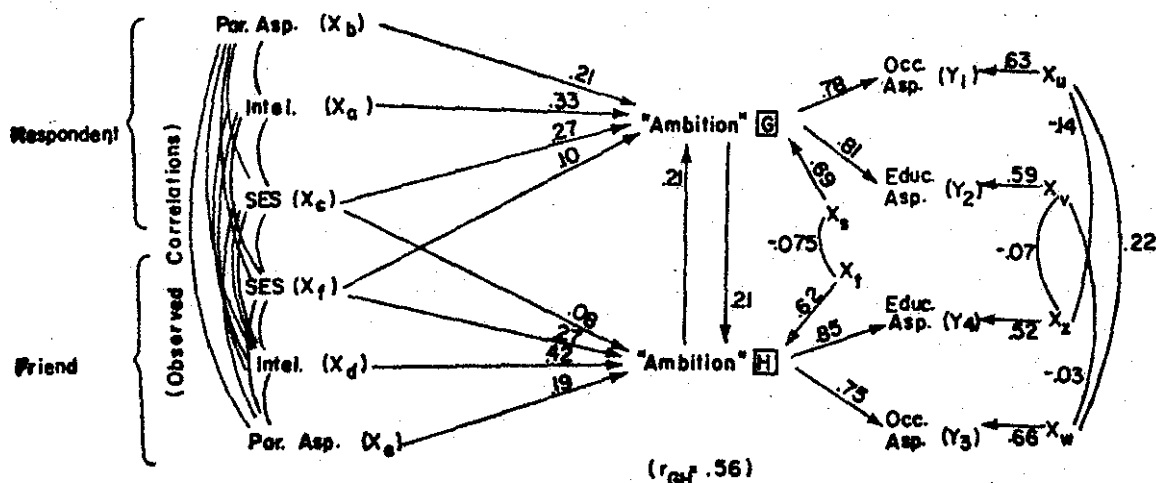 Par. Asp. (Xb)
.21
Intel. (Xa)
.33
Respondent
SES (Xc)
.27
.10
"Ambition" G
Occ.
Asp. (Y1)
.78
.63
Xu
-.14
.81
Educ.
Asp. (Y2)
.59
Xv
.69
Xs
.21
.21
-.075
Xt
.62
-.07
.22
(Observed Correlations)
Friend
SES (Xf)
.08
.27
Intel. (Xd)
.42
Par. Asp. (Xe)
.19
"Ambition" H
.85
Educ.
Asp. (Y4)
.52
Xz
-.03
.75
Occ.
Asp. (Y3)
.66
Xw
(rGH= .56)